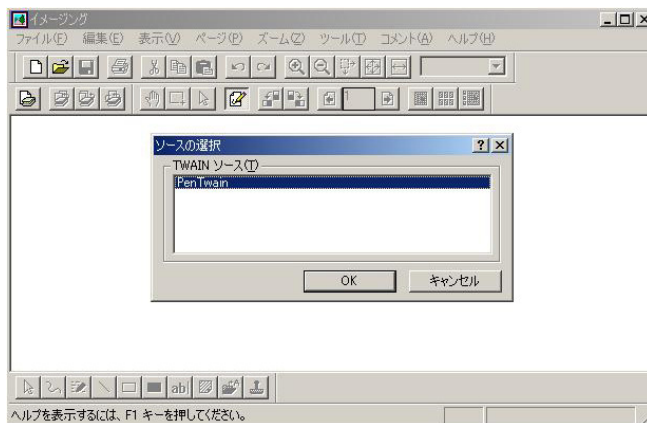 イメージング
ファイル(F) 編集(E) 表示(V) ページ(P) ズーム(Z) ツール(T) コメント(A) ヘルプ(H)
1
ソースの選択
TWAIN ソース(T)
PenTwain
OK キャンセル
ab
ヘルプを表示するには、F1 キーを押してください。